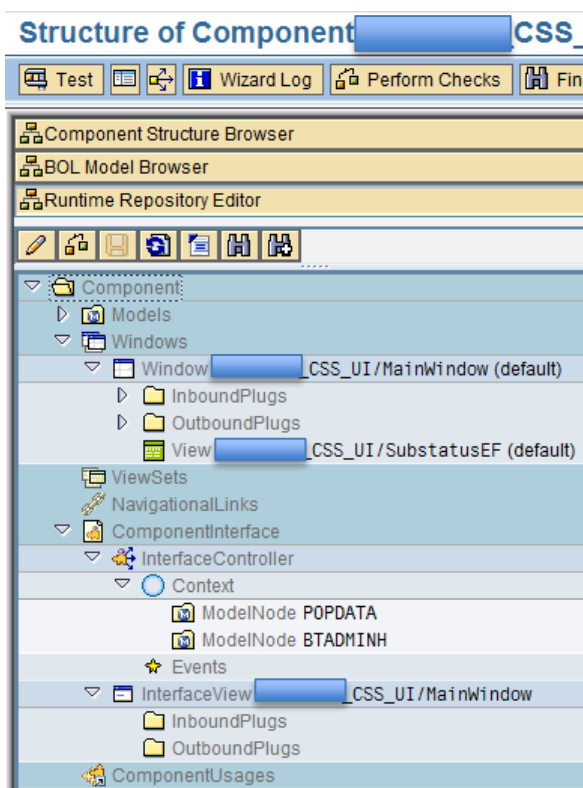 Structure of Component CSS_
Test Wizard Log Perform Checks Fin
Component Structure Browser
BOL Model Browser
Runtime Repository Editor
Component
Models
Windows
Window _CSS_UI/MainWindow (default)
InboundPlugs
OutboundPlugs
View _CSS_UI/SubstatusEF (default)
ViewSets
NavigationalLinks
ComponentInterface
InterfaceController
Context
ModelNode POPDATA
ModelNode BTADMINH
Events
InterfaceView _CSS_UI/MainWindow
InboundPlugs
OutboundPlugs
ComponentUsages